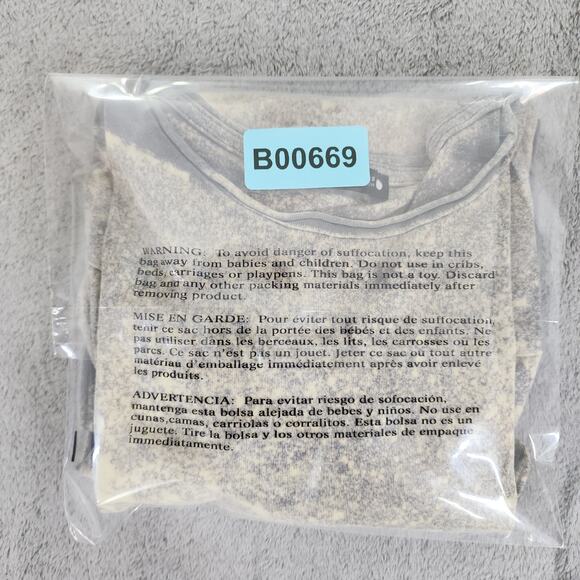 B00669
WARNING: To avoid danger of suffocation, keep this
bag away from babies and children. Do not use in cribs,
beds, carriages or playpens. This bag is not a toy. Discard
bag and any other packing materials immediately after
removing product.
MISE EN GARDE: Pour éviter tout risque de suffocation,
tenir ce sac hors de la portée des bébés et des enfants. Ne
pas utiliser dans les berceaux, les lits, les carrosses ou les
parcs. Ce sac n'est pas un jouet. Jeter ce sac ou tout autre
matériau d'emballage immédiatement après avoir enlevé
les produits.
ADVERTENCIA: Para evitar riesgo de sofocación,
mantenga esta bolsa alejada de bebes y niños. No use en
cunas,camas, carriolas o corralitos. Esta bolsa no es un
juguete. Tire la bolsa y los otros materiales de empaque
immediatamente.